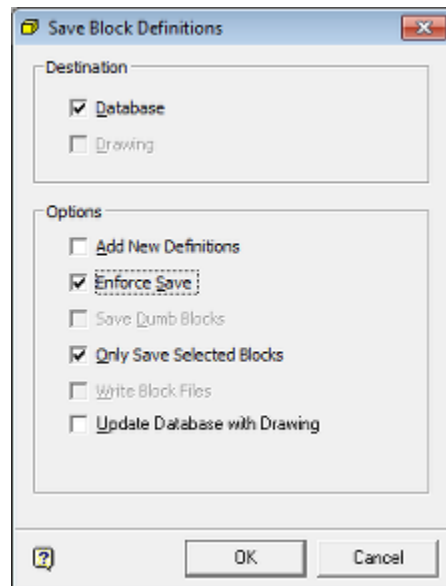 Save Block Definitions
Destination
Database
Drawing
Options
Add New Definitions
Enforce Save
Save Dumb Blocks
Only Save Selected Blocks
Write Block Files
Update Database with Drawing
?
OK Cancel